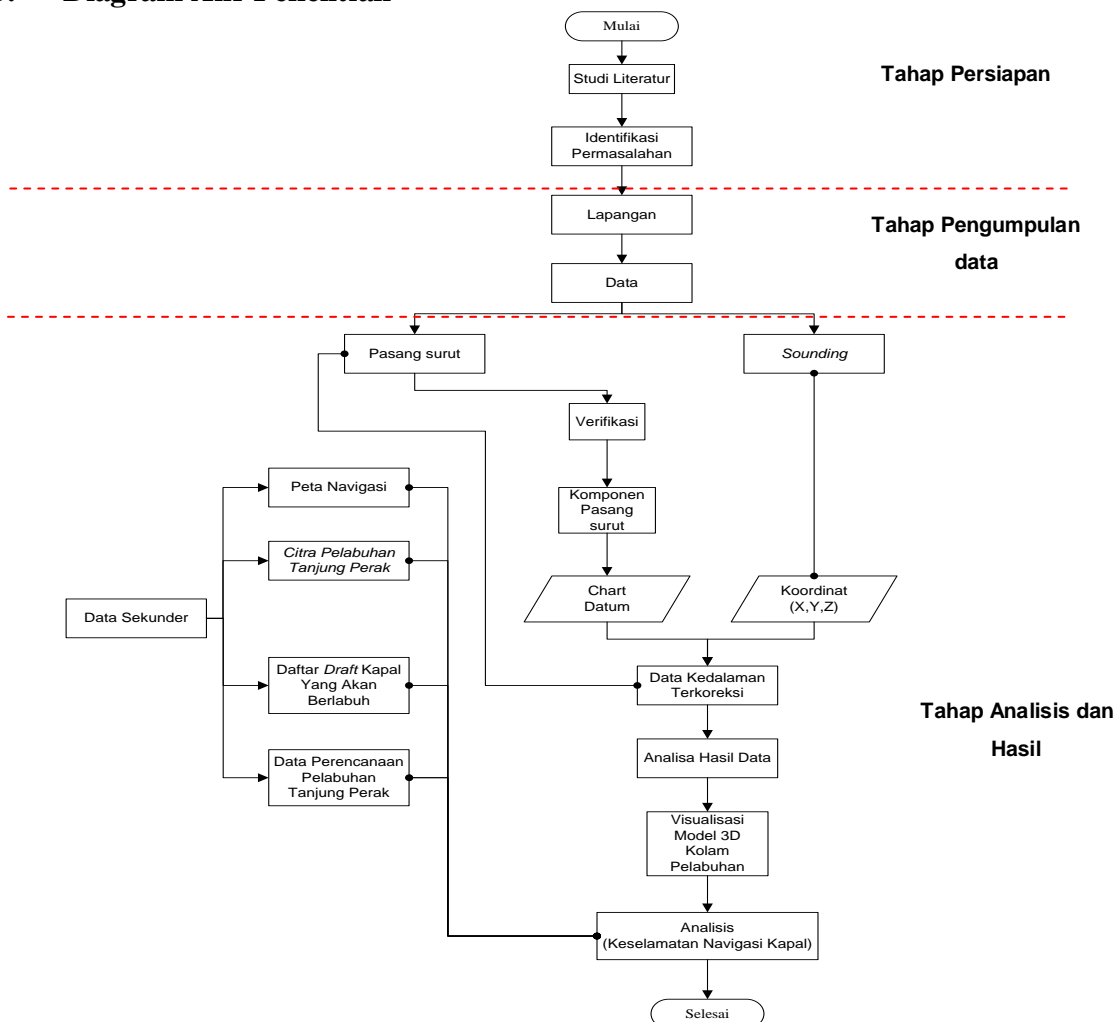 Diagram Alir Penelitian
Mulai
Tahap Persiapan
Studi Literatur
Identifikasi
Permasalahan
Lapangan
Tahap Pengumpulan
data
Data
Pasang surut
Sounding
Verifikasi
Peta Navigasi
Komponen
Pasang
surut
Citra Pelabuhan
Tanjung Perak
Chart
Datum
Koordinat
(X,Y,Z)
Data Sekunder
Daftar Draft Kapal
Yang Akan
Berlabuh
Data Kedalaman
Terkoreksi
Tahap Analisis dan
Hasil
Data Perencanaan
Pelabuhan
Tanjung Perak
Analisa Hasil Data
Visualisasi
Model 3D
Kolam
Pelabuhan
Analisis
(Keselamatan Navigasi Kapal)
Selesai